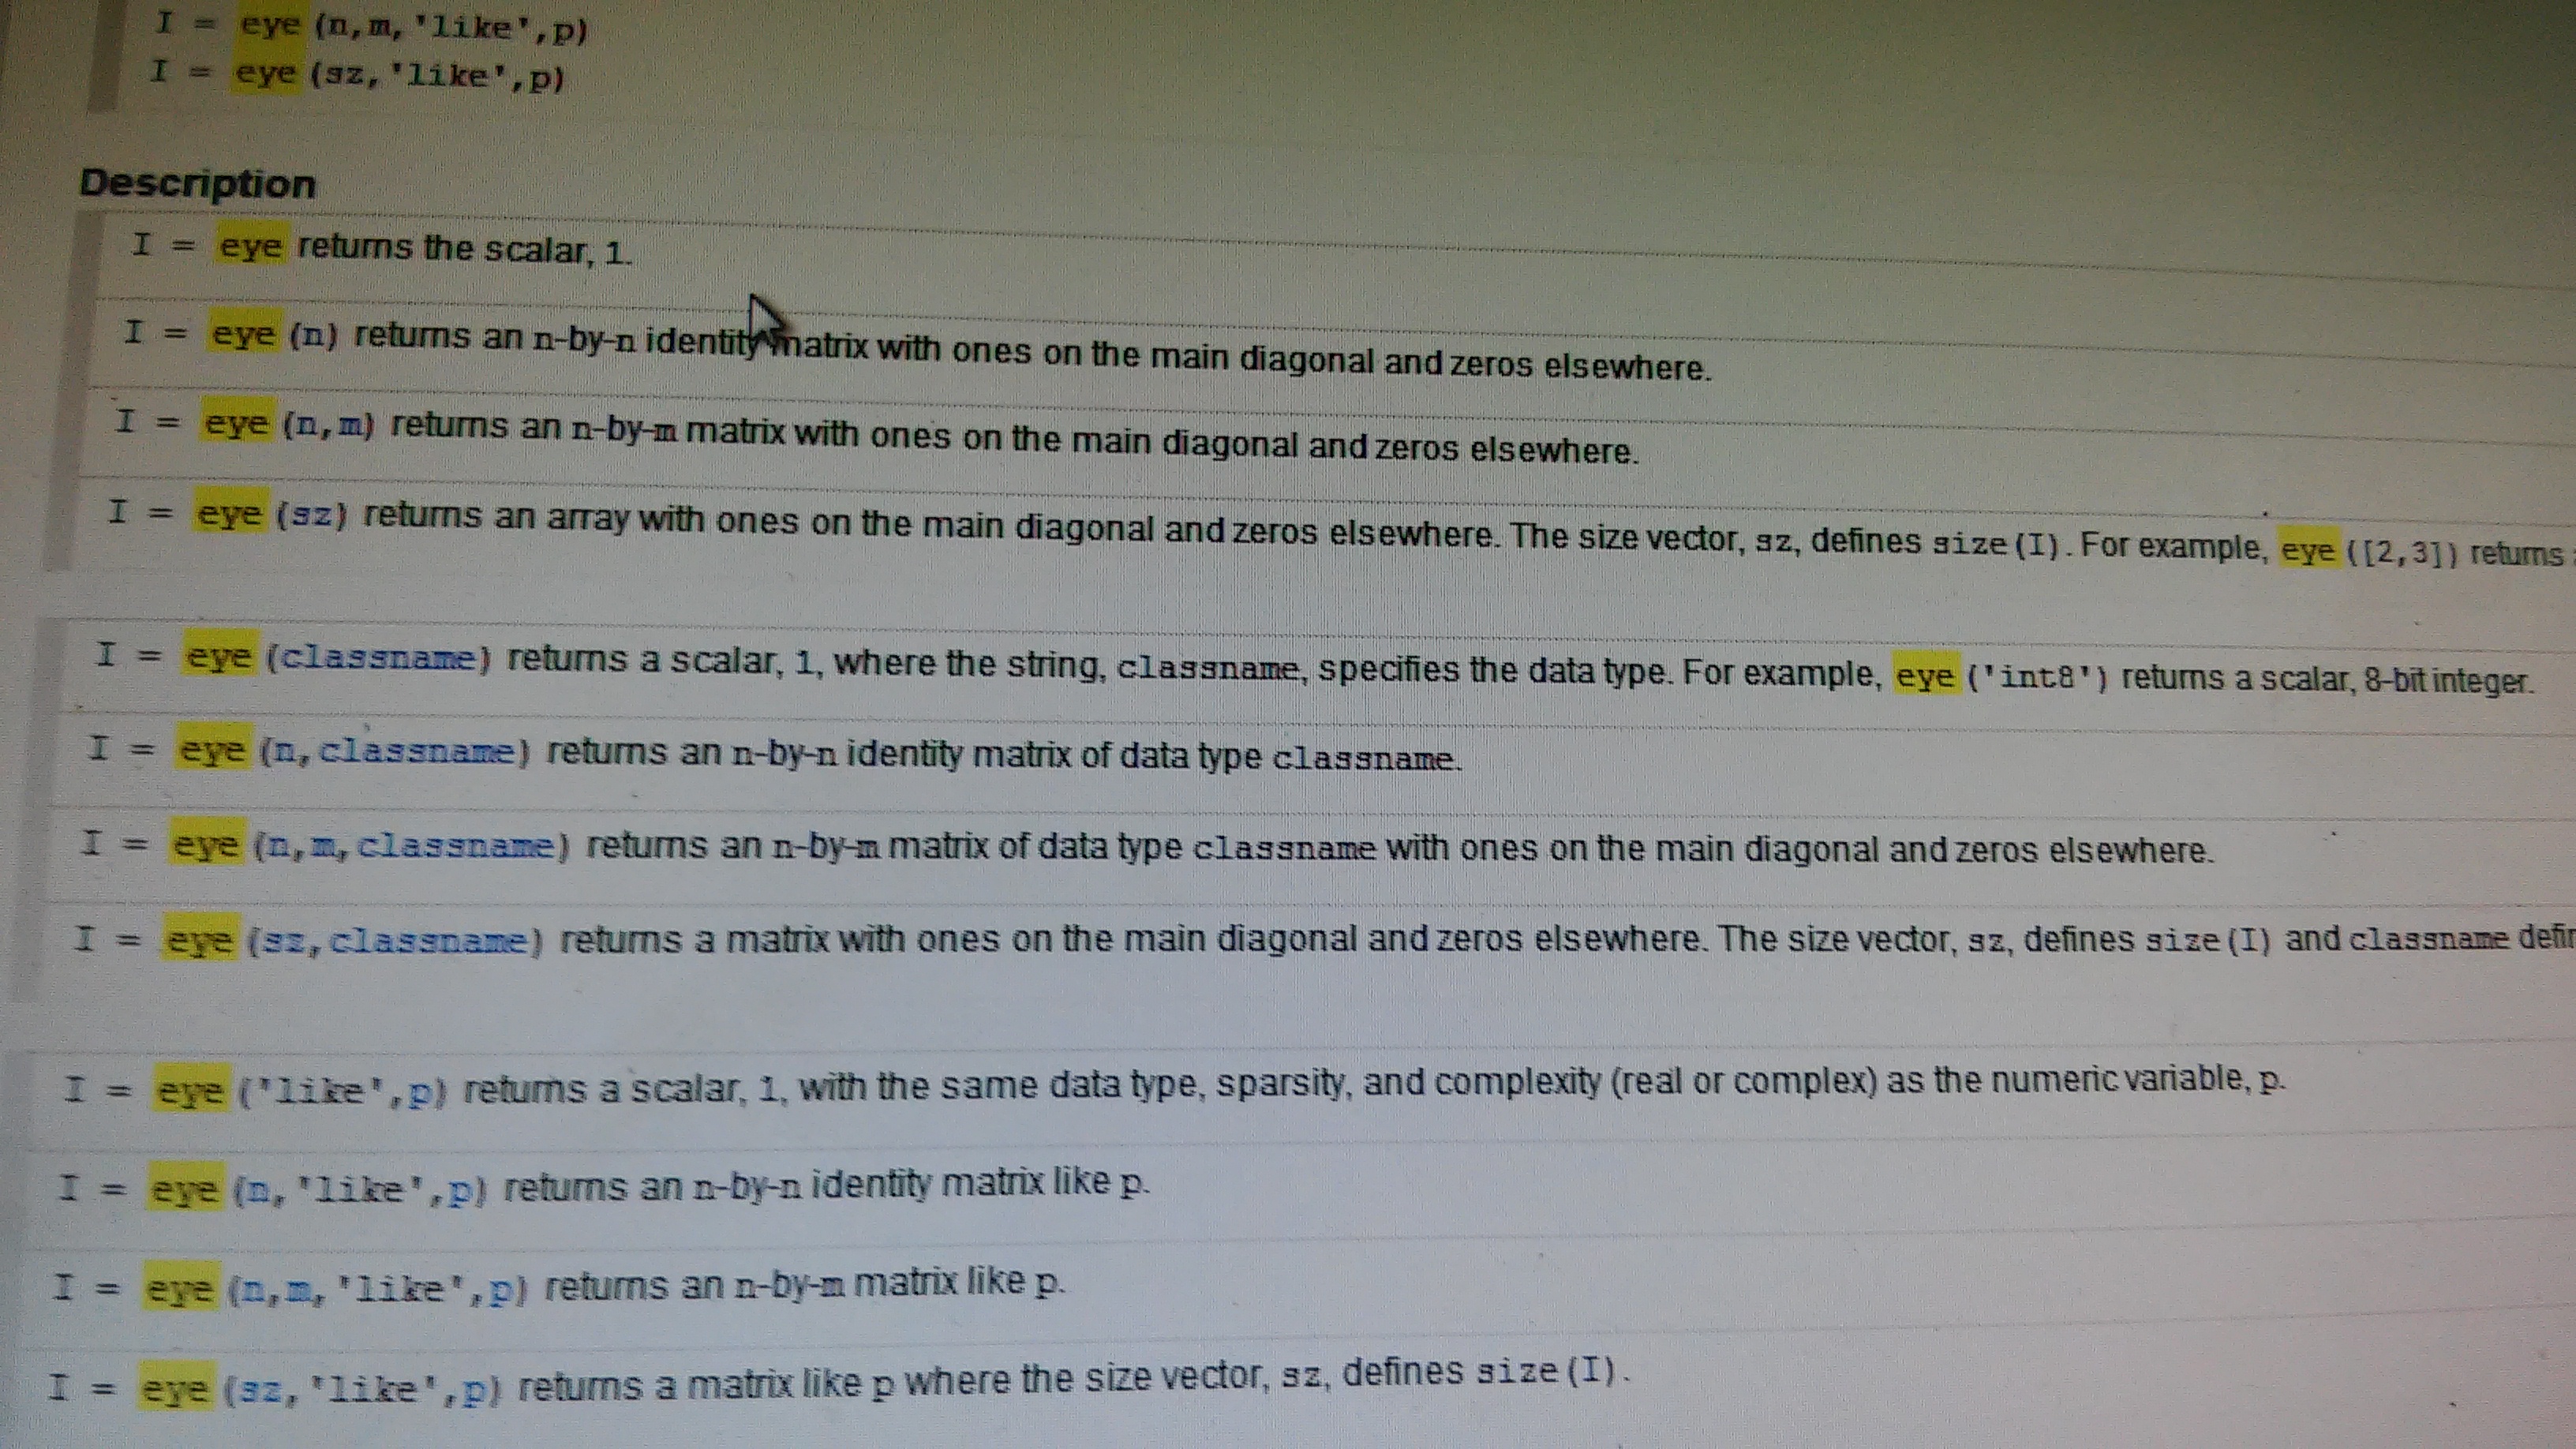 I = eye(n,m,'like',p)
I = eye(sz,'like',p)
Description
I = eye returns the scalar, 1.
I = eye(n) returns an n-by-n identity matrix with ones on the main diagonal and zeros elsewhere.
I = eye(n,m) returns an n-by-m matrix with ones on the main diagonal and zeros elsewhere.
I = eye(sz) returns an array with ones on the main diagonal and zeros elsewhere. The size vector, sz, defines size(I). For example, eye([2,3]) returns
I = eye(classname) returns a scalar, 1, where the string, classname, specifies the data type. For example, eye('int8') returns a scalar, 8-bit integer.
I = eye(n,classname) returns an n-by-n identity matrix of data type classname.
I = eye(n,m,classname) returns an n-by-m matrix of data type classname with ones on the main diagonal and zeros elsewhere.
I = eye(sz,classname) returns a matrix with ones on the main diagonal and zeros elsewhere. The size vector, sz, defines size(I) and classname defin
I = eye('like',p) returns a scalar, 1, with the same data type, sparsity, and complexity (real or complex) as the numeric variable, p.
I = eye(n,'like',p) returns an n-by-n identity matrix like p.
I = eye(n,m,'like',p) returns an n-by-m matrix like p.
I = eye(sz,'like',p) returns a matrix like p where the size vector, sz, defines size(I).